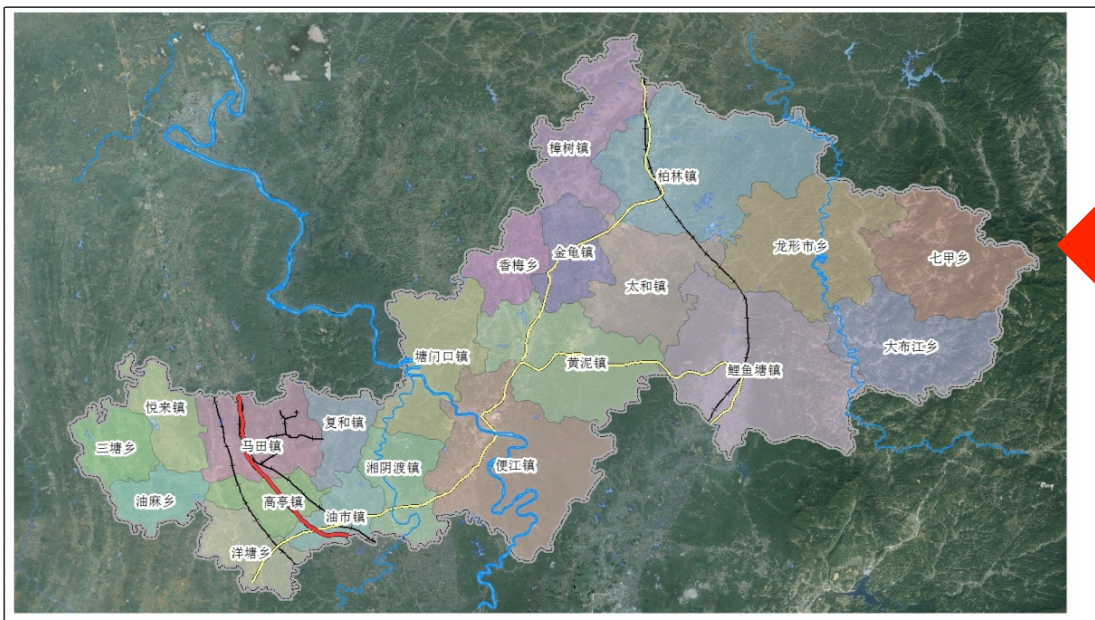 樟树镇
柏林镇
香梅乡
金龟镇
太和镇
龙形市乡
七甲乡
塘门口镇
黄泥镇
鲤鱼塘镇
大布江乡
悦来镇
三塘乡
马田镇
复和镇
湘阴渡镇
便江镇
油麻乡
高亭镇
油市镇
洋塘乡